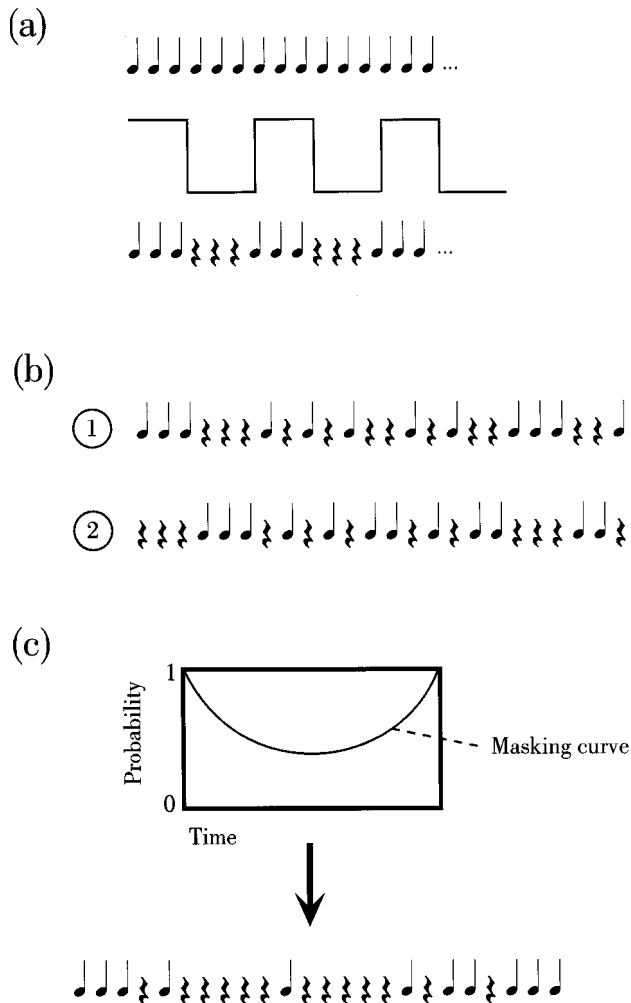 (a)
...
...
(b)
1
2
(c)
1
Probability
0
Time
Masking curve